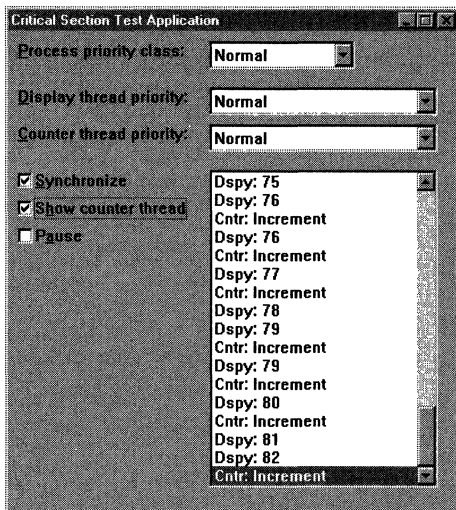 Critical Section Test Application
Process priority class: Normal
Display thread priority: Normal
Counter thread priority: Normal
Synchronize
Show counter thread
Pause
Dspy: 75
Dspy: 76
Cntr: Increment
Dspy: 76
Cntr: Increment
Dspy: 77
Cntr: Increment
Dspy: 78
Dspy: 79
Cntr: Increment
Dspy: 79
Cntr: Increment
Dspy: 80
Cntr: Increment
Dspy: 81
Dspy: 82
Cntr: Increment